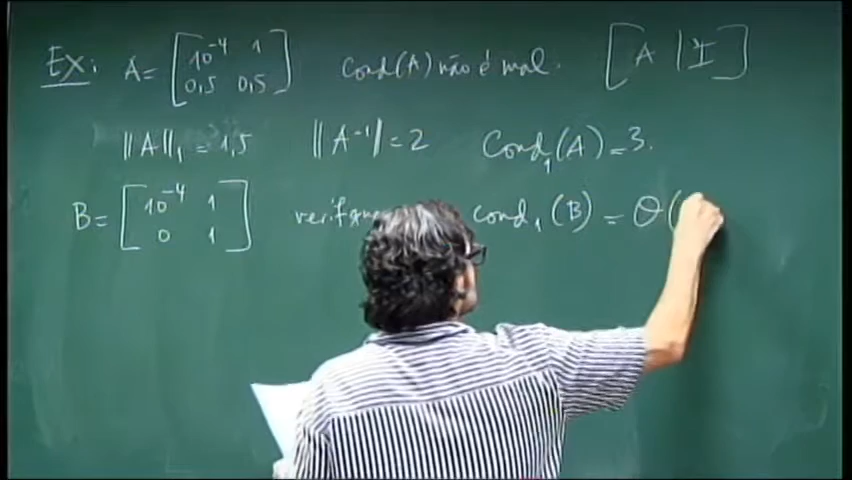 Ex: A = [10⁻⁴ 1; 0,5 0,5] Cond(A) não é mal. [A | I]
||A||₁ = 1,5 ||A⁻¹|| = 2 Cond₁(A) = 3.
B = [10⁻⁴ 1; 0 1] cond₁(B) = O(